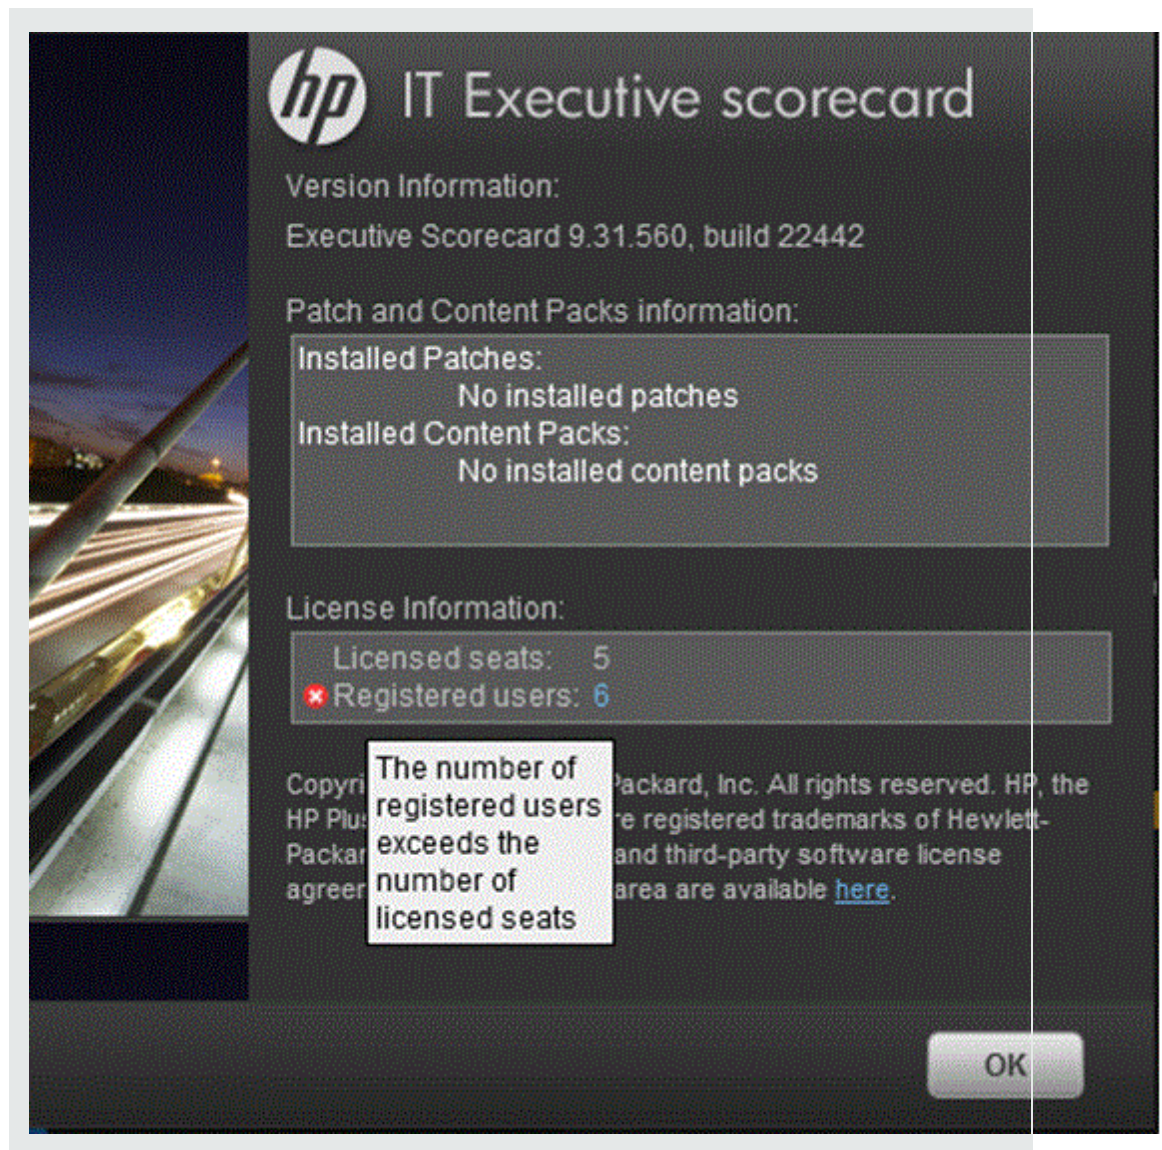 hp IT Executive scorecard
Version Information:
Executive Scorecard 9.31.560, build 22442
Patch and Content Packs information:
Installed Patches:
No installed patches
Installed Content Packs:
No installed content packs
License Information:
Licensed seats: 5
Registered users: 6
The number of
registered users
exceeds the
number of
licensed seats
Packard, Inc. All rights reserved. HP, the
HP registered trademarks of Hewlett-
and third-party software license
area are available here.
OK